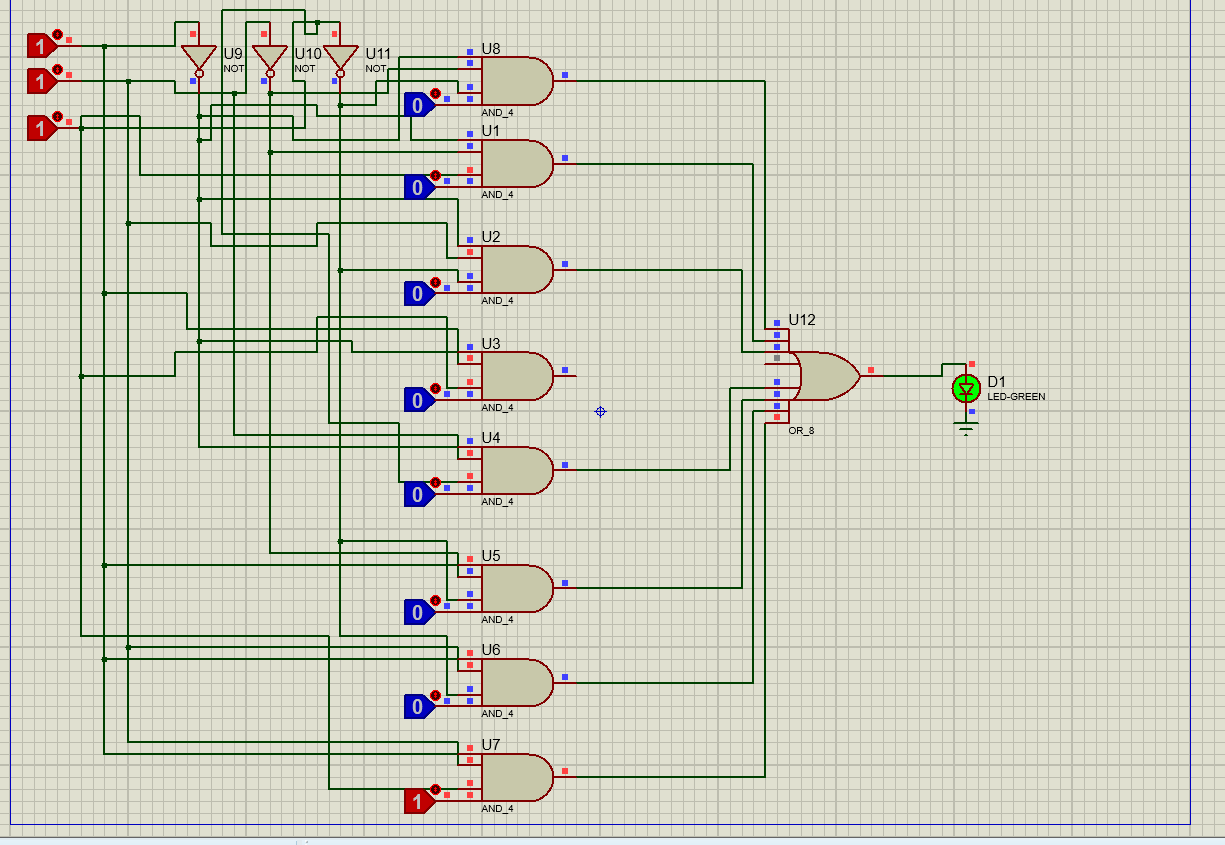 1
1
1
U9
NOT
U10
NOT
U11
NOT
U8
0
AND_4
U1
0
AND_4
U2
0
AND_4
U3
0
AND_4
U4
0
AND_4
U5
0
AND_4
U6
0
AND_4
U7
1
AND_4
U12
OR_8
D1
LED-GREEN